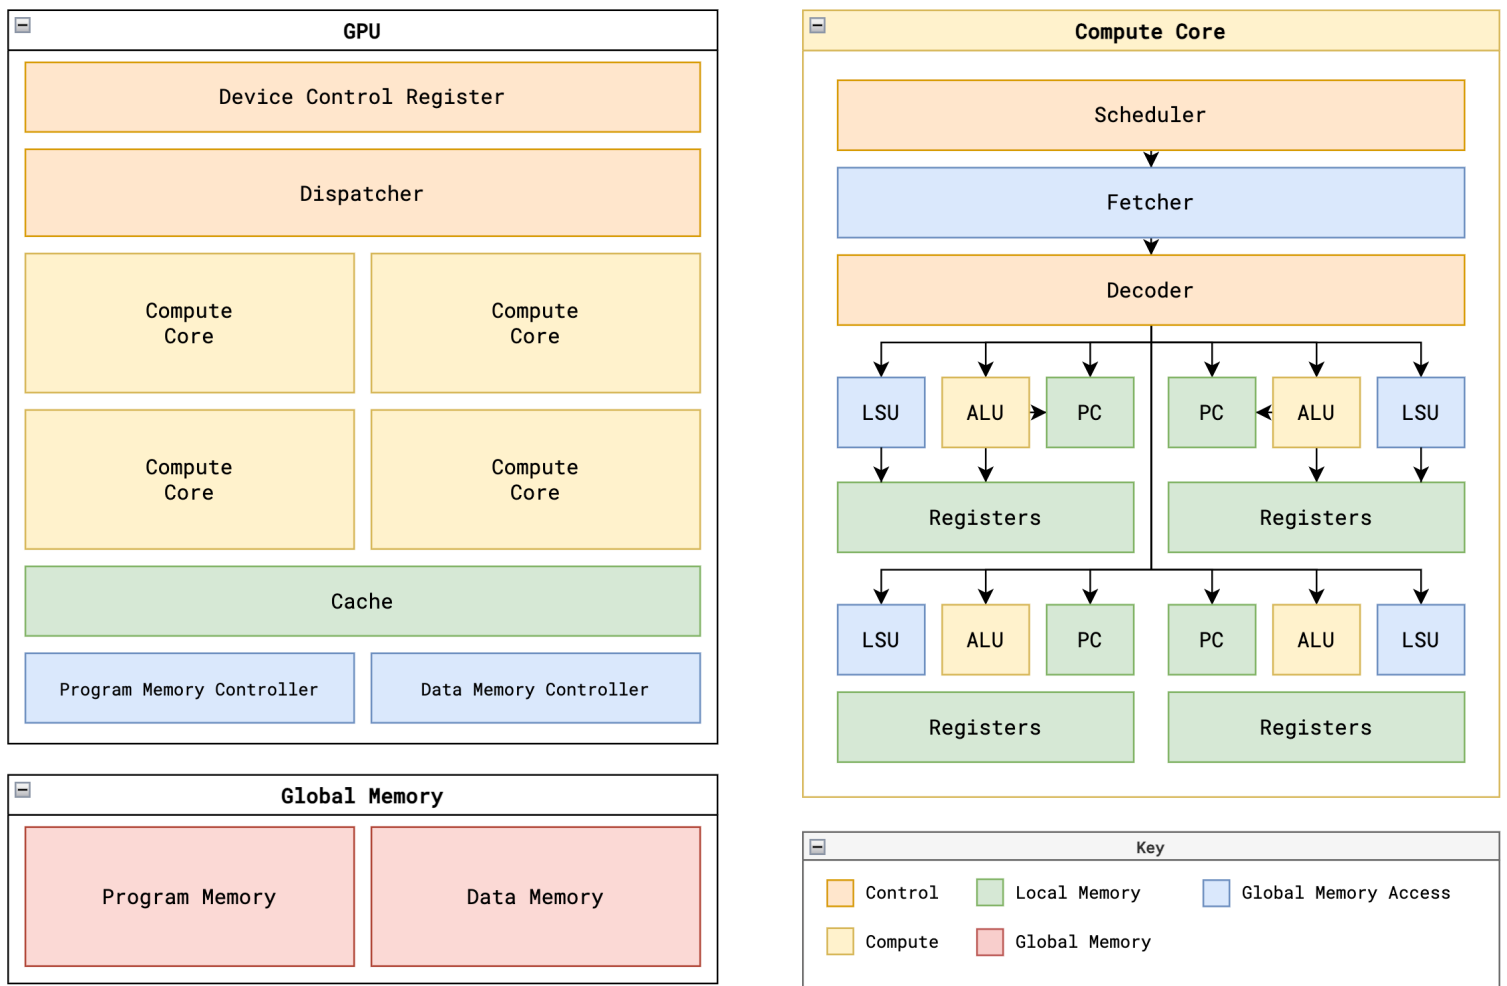 GPU
Device Control Register
Dispatcher
Compute
Core
Compute
Core
Compute
Core
Compute
Core
Cache
Program Memory Controller
Data Memory Controller
Global Memory
Program Memory
Data Memory
Compute Core
Scheduler
Fetcher
Decoder
LSU
ALU
PC
PC
ALU
LSU
Registers
Registers
LSU
ALU
PC
PC
ALU
LSU
Registers
Registers
Key
Control
Local Memory
Global Memory Access
Compute
Global Memory